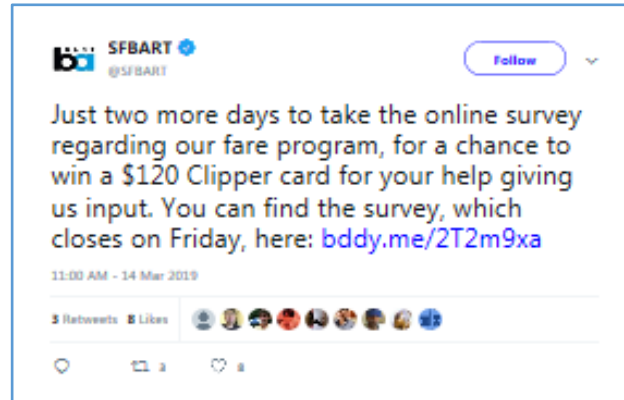 SFBART
@SFBART
Follow
Just two more days to take the online survey
regarding our fare program, for a chance to
win a $120 Clipper card for your help giving
us input. You can find the survey, which
closes on Friday, here: bddy.me/2T2m9xa
11:00 AM - 14 Mar 2019
3 Retweets 8 Likes
3 8